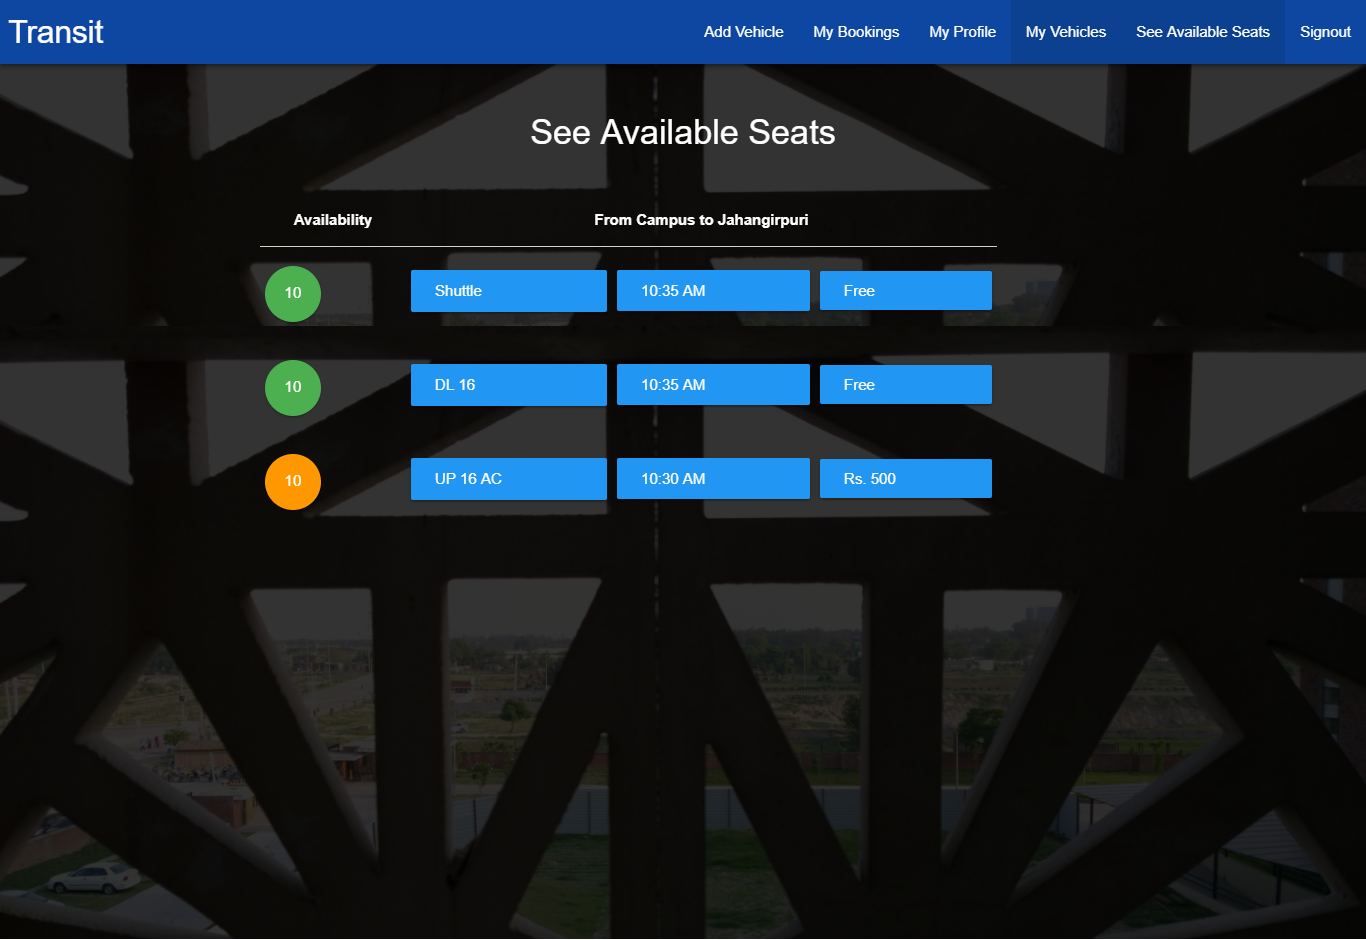 Transit
Add Vehicle My Bookings My Profile My Vehicles See Available Seats Signout
See Available Seats
Availability From Campus to Jahangirpuri
10 Shuttle 10:35 AM Free
10 DL 16 10:35 AM Free
10 UP 16 AC 10:30 AM Rs. 500